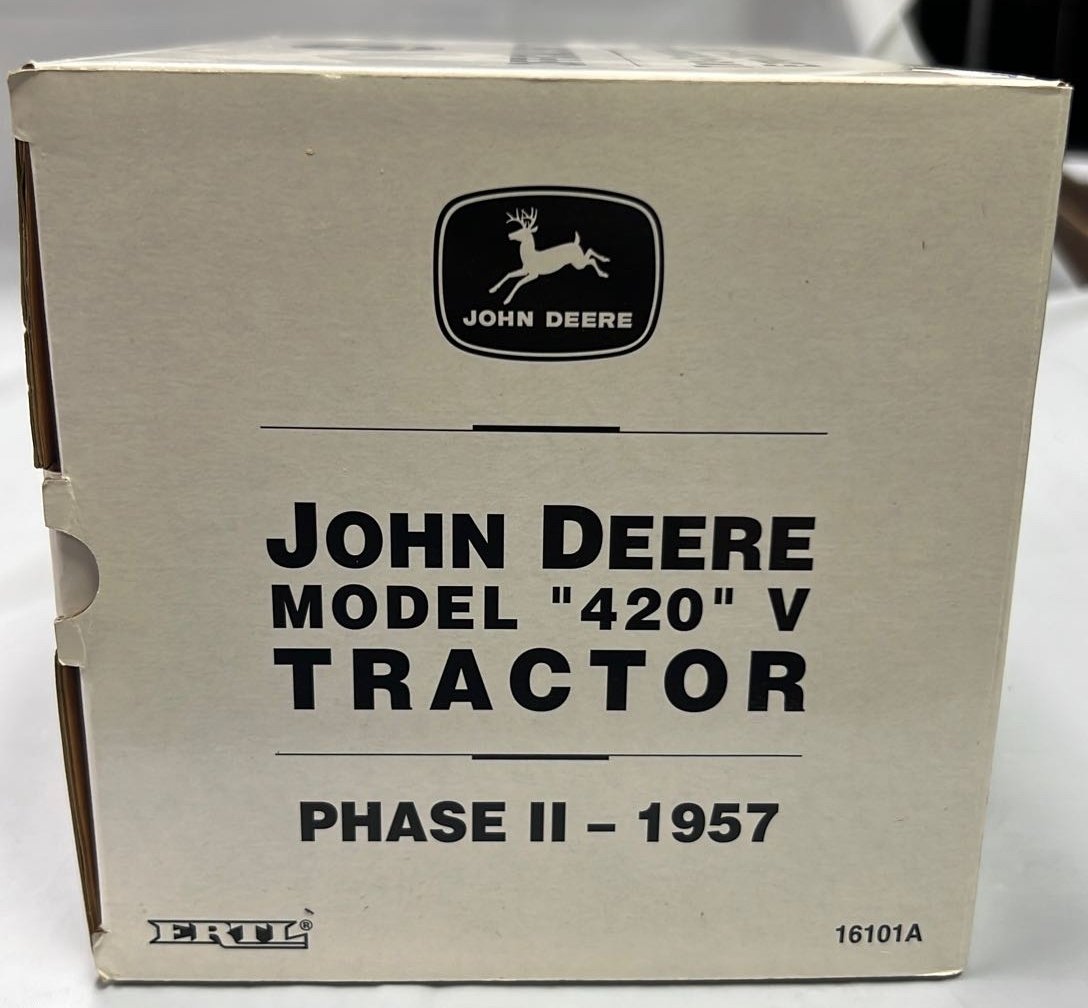 JOHN DEERE
JOHN DEERE
MODEL "420" V
TRACTOR
PHASE II – 1957
ERTL®
16101A